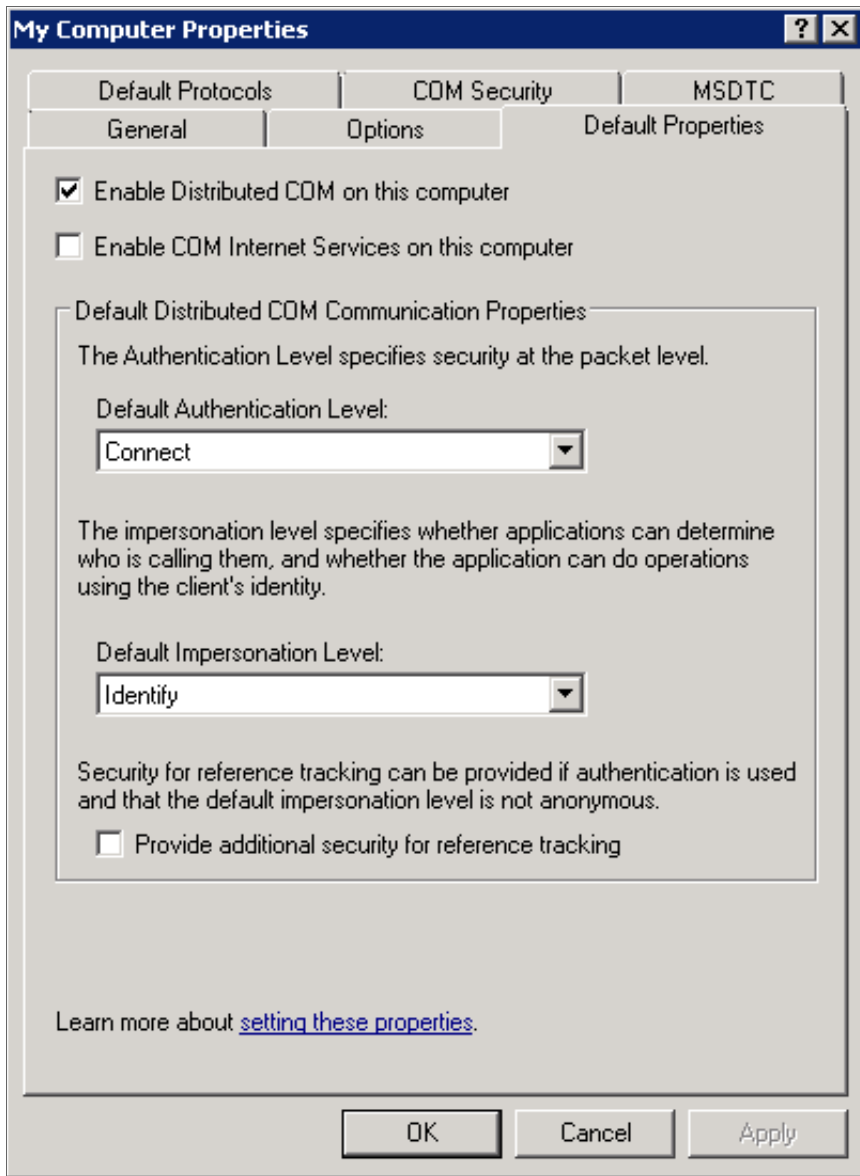 My Computer Properties
Default Protocols COM Security MSDTC
General Options Default Properties
Enable Distributed COM on this computer
Enable COM Internet Services on this computer
Default Distributed COM Communication Properties
The Authentication Level specifies security at the packet level.
Default Authentication Level:
Connect
The impersonation level specifies whether applications can determine
who is calling them, and whether the application can do operations
using the client's identity.
Default Impersonation Level:
Identify
Security for reference tracking can be provided if authentication is used
and that the default impersonation level is not anonymous.
Provide additional security for reference tracking
Learn more about setting these properties.
OK Cancel Apply